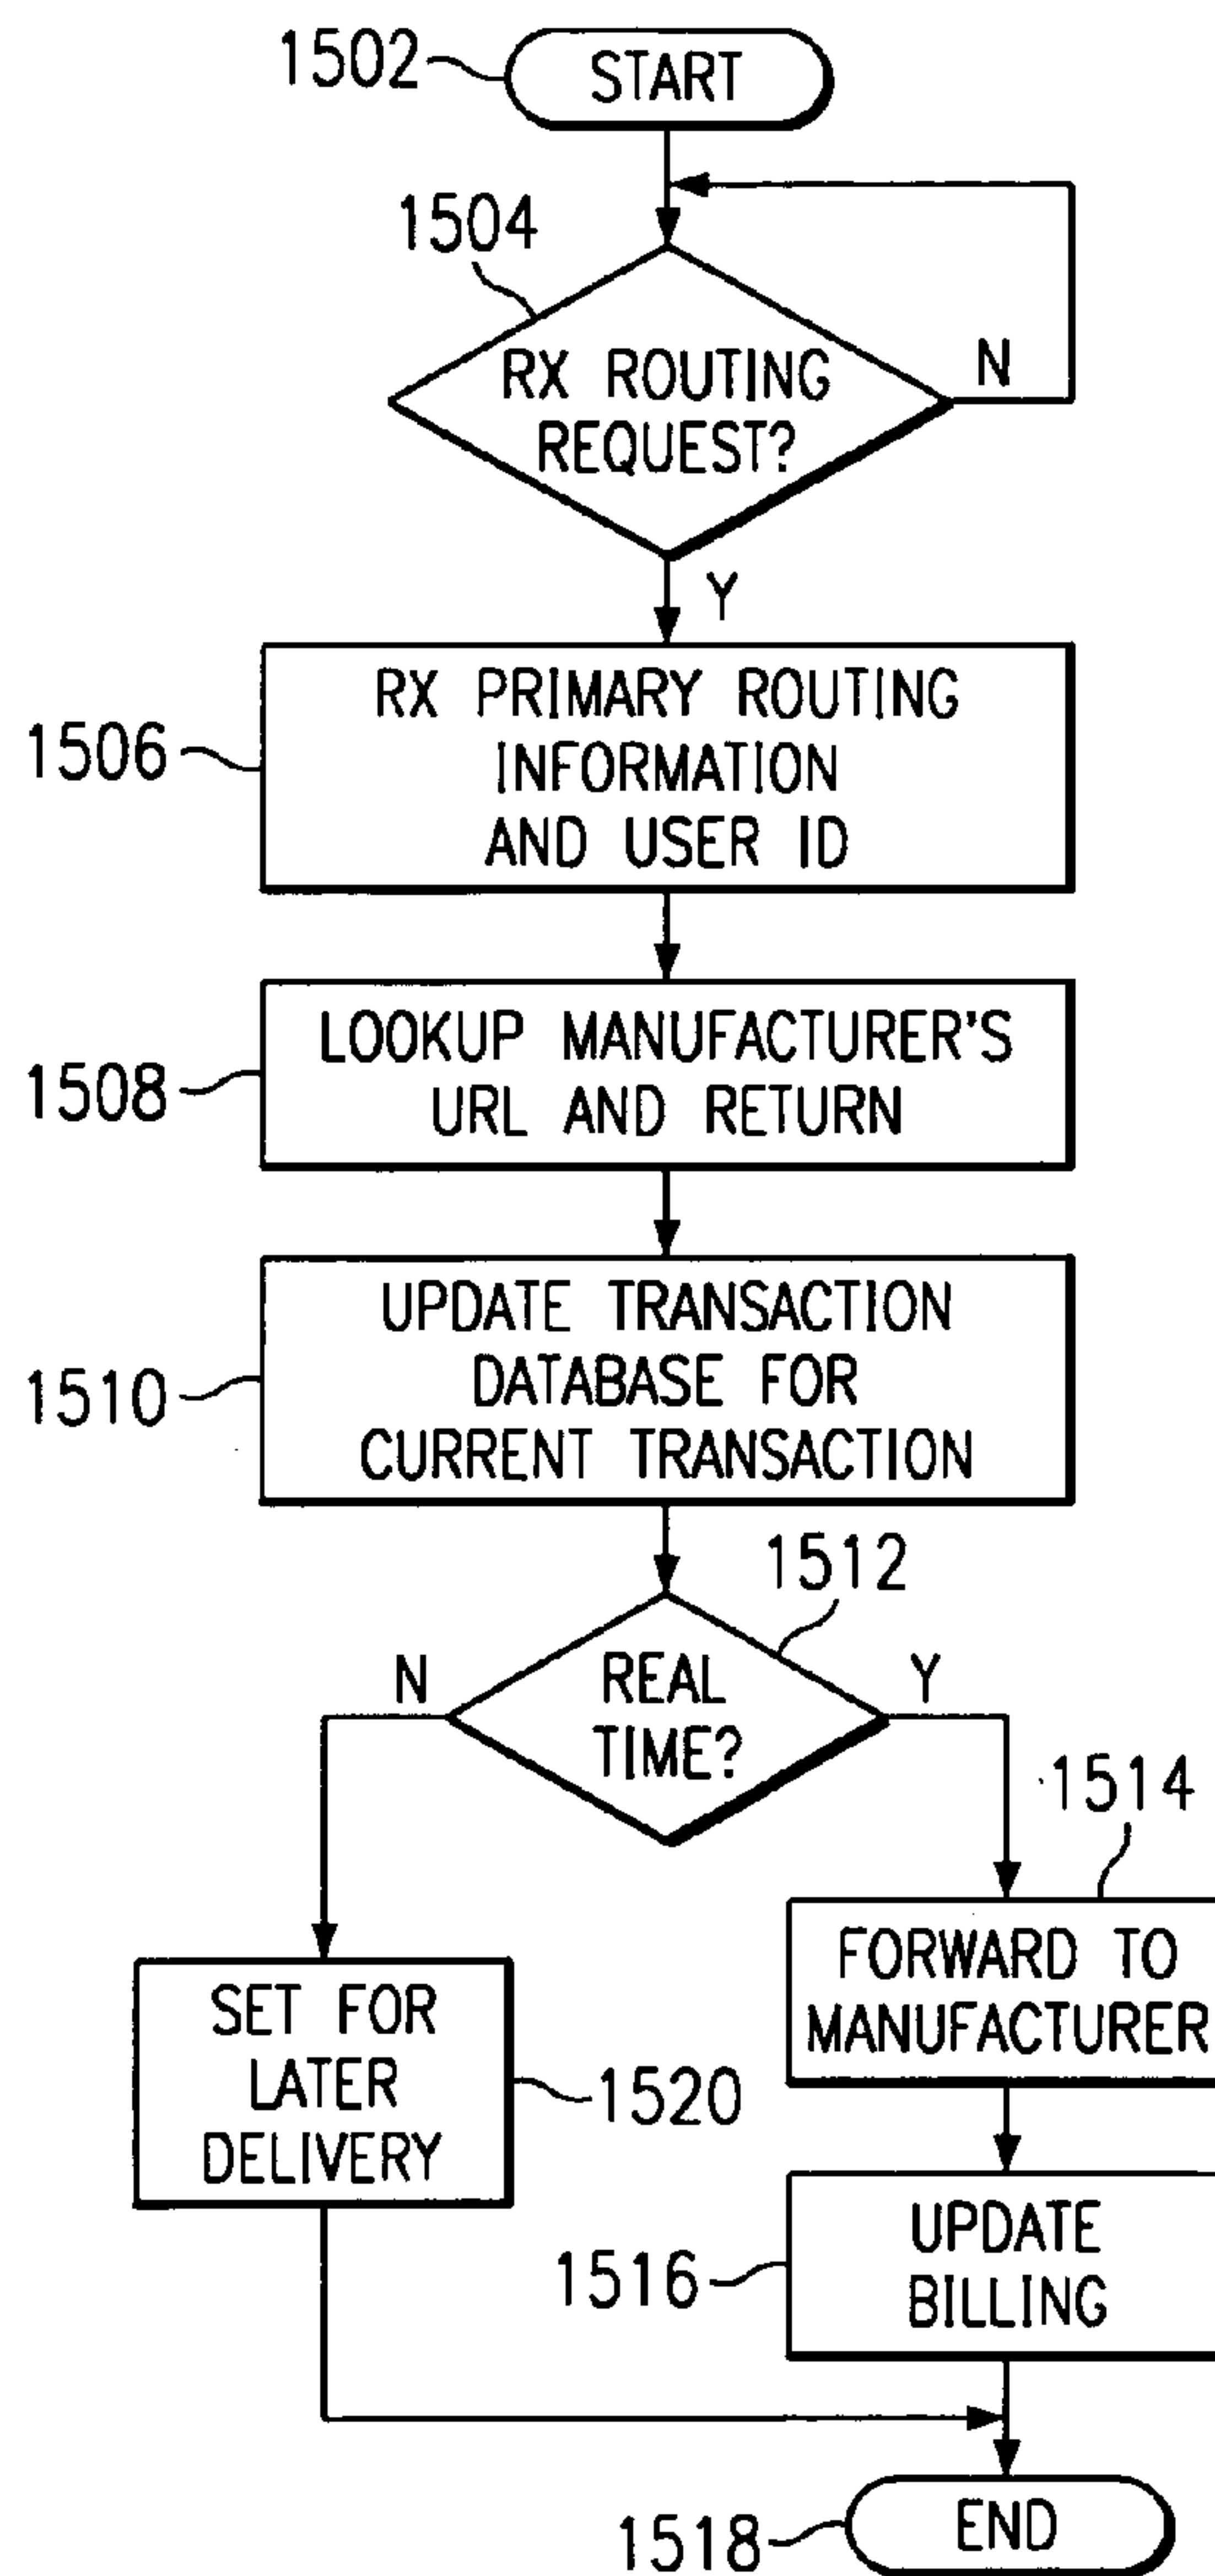 1502
START
1504
RX ROUTING
REQUEST?
N
Y
1506
RX PRIMARY ROUTING
INFORMATION
AND USER ID
1508
LOOKUP MANUFACTURER'S
URL AND RETURN
1510
UPDATE TRANSACTION
DATABASE FOR
CURRENT TRANSACTION
1512
N
REAL
TIME?
Y
1514
FORWARD TO
MANUFACTURER
SET FOR
LATER
DELIVERY
1520
1516
UPDATE
BILLING
1518
END